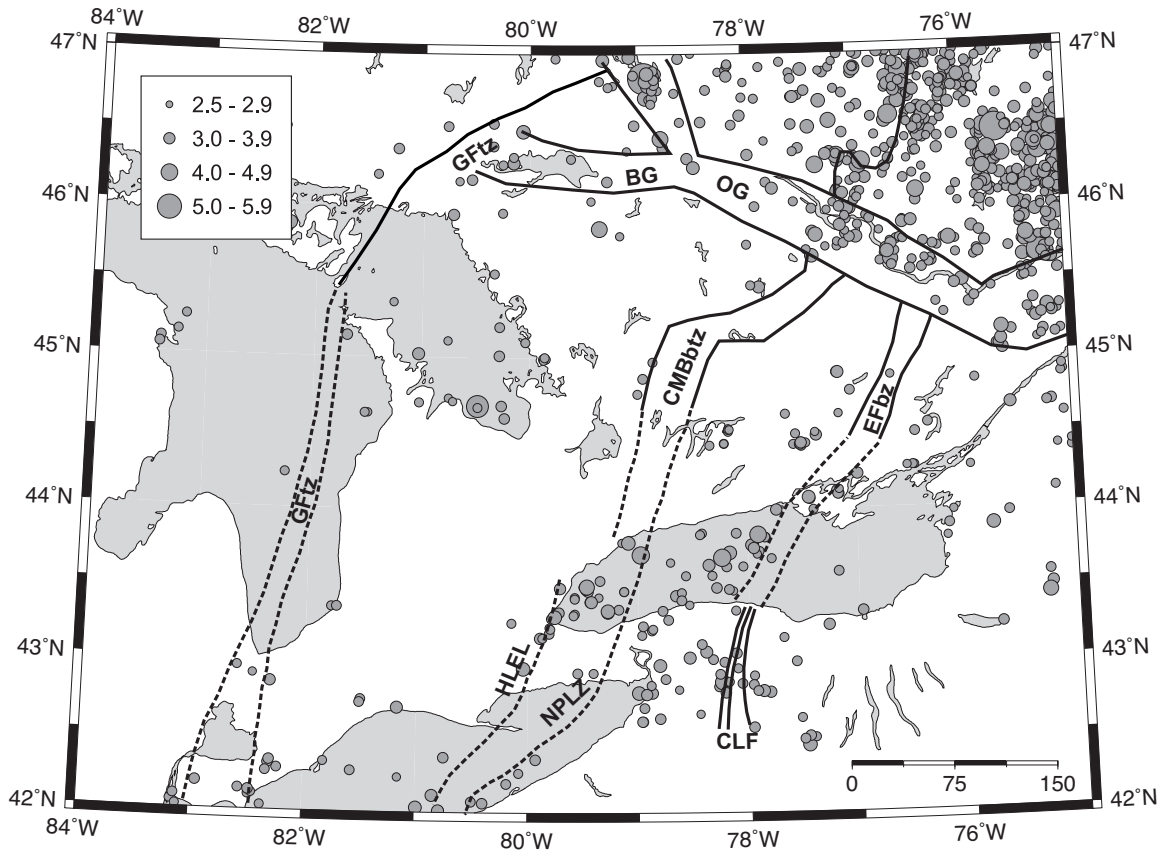 84˚W
82˚W
80˚W
78˚W
76˚W
47˚N
47˚N
2.5 - 2.9
3.0 - 3.9
4.0 - 4.9
5.0 - 5.9
GFtz
BG
OG
46˚N
46˚N
CMBbtz
EFbz
45˚N
45˚N
GFtz
44˚N
44˚N
HLEL
NPLZ
43˚N
43˚N
CLF
0
75
150
42˚N
42˚N
84˚W
82˚W
80˚W
78˚W
76˚W